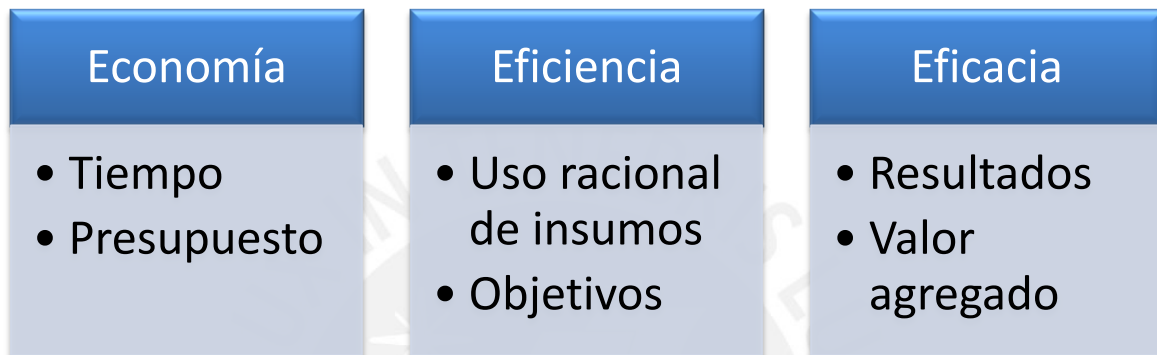 Economía
• Tiempo
• Presupuesto
Eficiencia
• Uso racional
de insumos
• Objetivos
Eficacia
• Resultados
• Valor
agregado